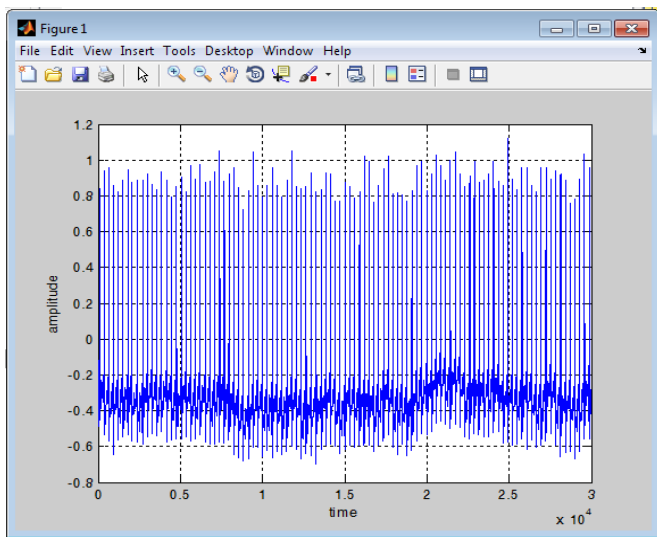 Figure 1
File Edit View Insert Tools Desktop Window Help
1.2
1
0.8
0.6
0.4
0.2
0
-0.2
-0.4
-0.6
-0.8
amplitude
0 0.5 1 1.5 2 2.5 3
time
x 10^4